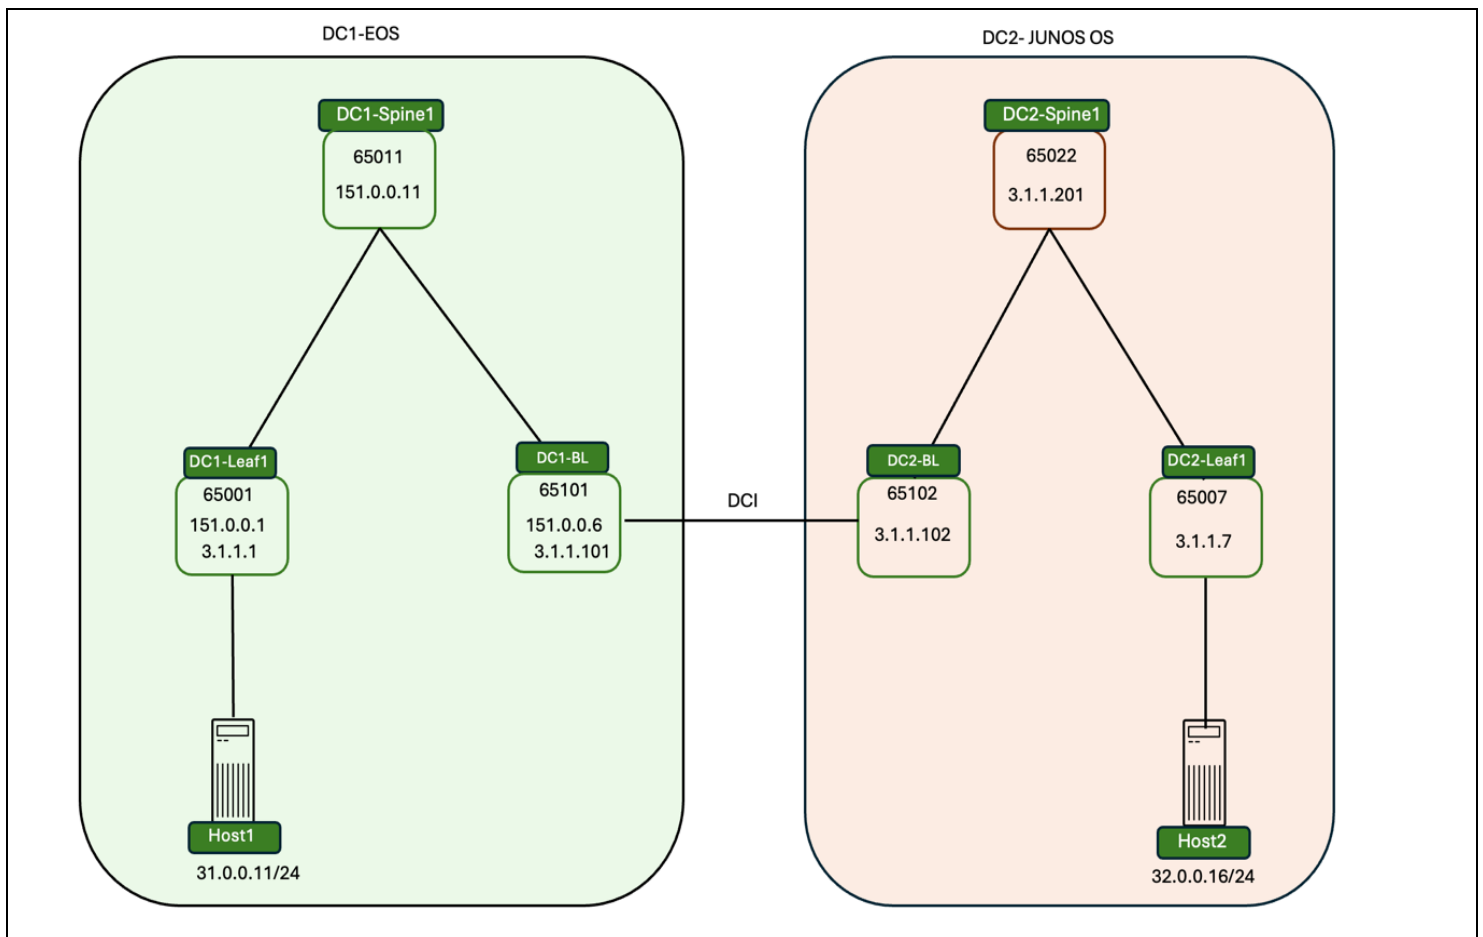 DC1-EOS
DC2- JUNOS OS
DC1-Spine1
65011
151.0.0.11
DC2-Spine1
65022
3.1.1.201
DC1-Leaf1
65001
151.0.0.1
3.1.1.1
DC1-BL
65101
151.0.0.6
3.1.1.101
DCI
DC2-BL
65102
3.1.1.102
DC2-Leaf1
65007
3.1.1.7
Host1
31.0.0.11/24
Host2
32.0.0.16/24